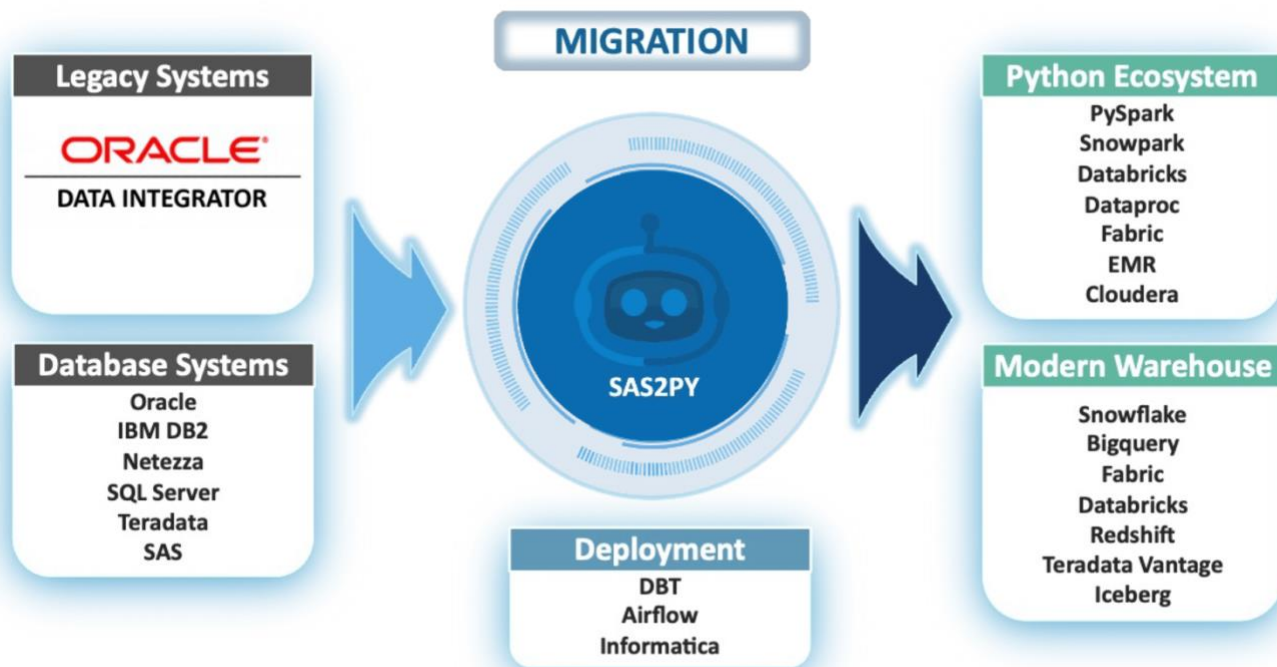 MIGRATION
Legacy Systems
ORACLE®
DATA INTEGRATOR
Database Systems
Oracle
IBM DB2
Netezza
SQL Server
Teradata
SAS
SAS2PY
Deployment
DBT
Airflow
Informatica
Python Ecosystem
PySpark
Snowpark
Databricks
Dataproc
Fabric
EMR
Cloudera
Modern Warehouse
Snowflake
Bigquery
Fabric
Databricks
Redshift
Teradata Vantage
Iceberg